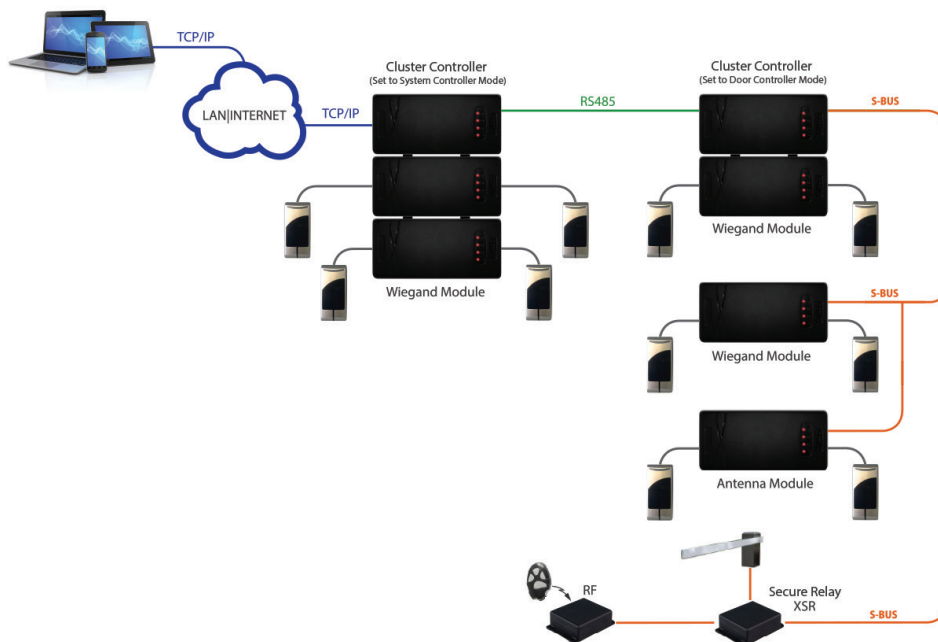 TCP/IP
LAN|INTERNET
TCP/IP
Cluster Controller
(Set to System Controller Mode)
RS485
Cluster Controller
(Set to Door Controller Mode)
S-BUS
Wiegand Module
Wiegand Module
S-BUS
Wiegand Module
Antenna Module
RF
Secure Relay
XSR
S-BUS